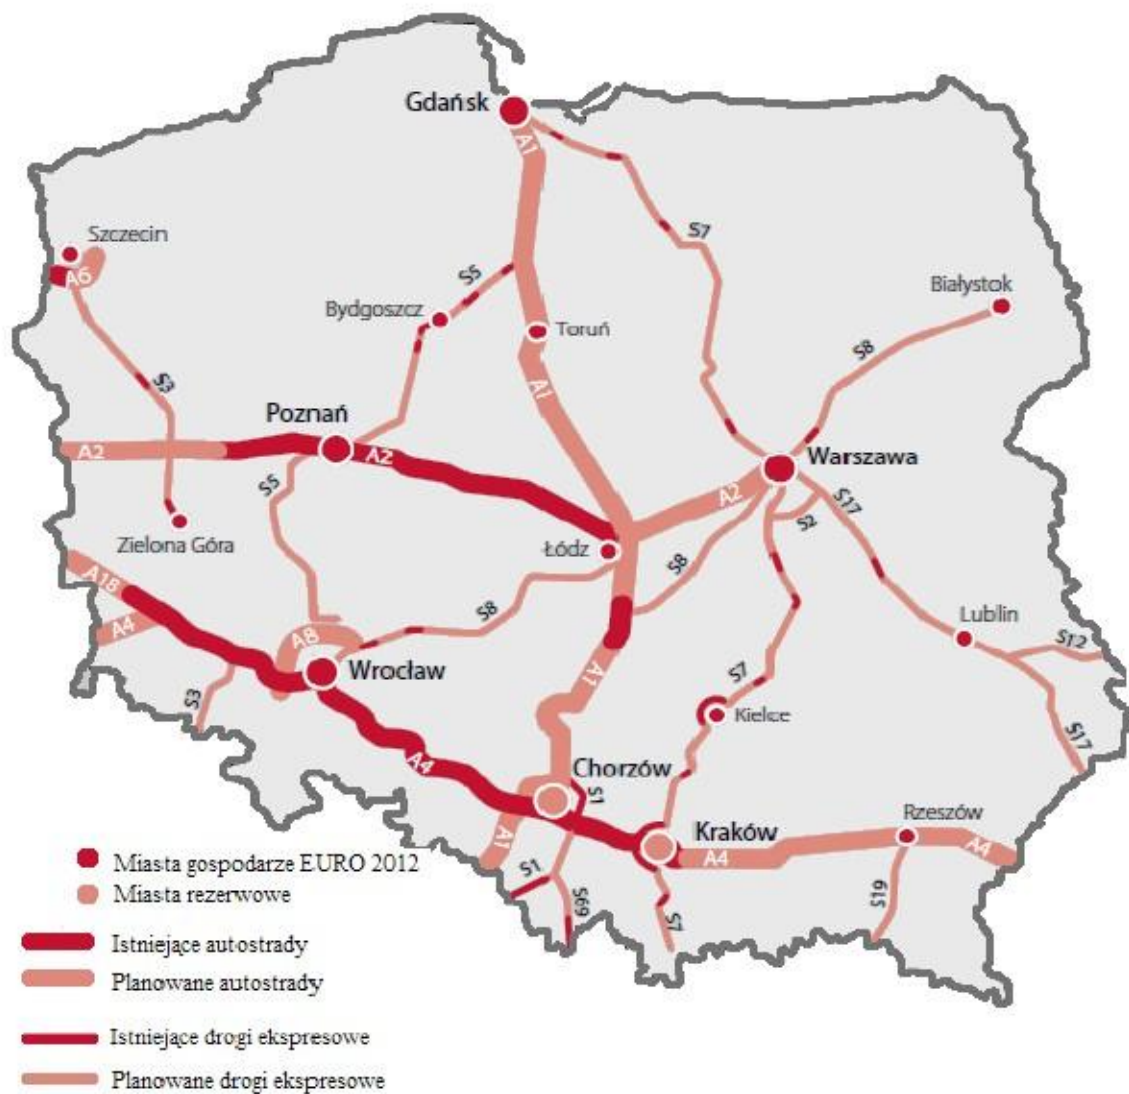 Gdańsk
A1
S7
Szczecin
A6
S5
Białystok
Bydgoszcz
Toruń
S8
S3
A1
Poznań
A2
A2
Warszawa
S5
A2
S17
S2
Zielona Góra
Łódz
S8
A18
A4
S8
Lublin
A8
S12
Wrocław
A1
S7
S3
Kielce
S17
A4
Chorzów
S1
Rzeszów
Kraków
A1
A4
A4
Miasta gospodarze EURO 2012
S1
Miasta rezerwowe
S69
S7
S19
Istniejące autostrady
Planowane autostrady
Istniejące drogi ekspresowe
Planowane drogi ekspresowe